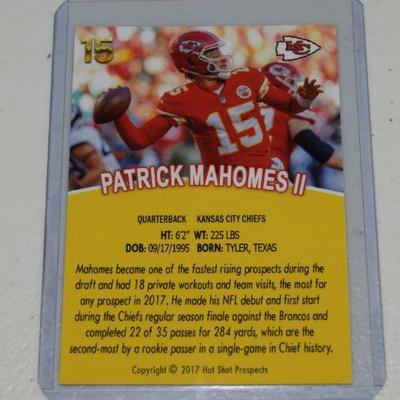 15
KC
15
PATRICK MAHOMES II
QUARTERBACK KANSAS CITY CHIEFS
HT: 6'2" WT: 225 LBS
DOB: 09/17/1995 BORN: TYLER, TEXAS
Mahomes became one of the fastest rising prospects during the
draft and had 18 private workouts and team visits, the most for
any prospect in 2017. He made his NFL debut and first start
during the Chiefs regular season finale against the Broncos and
completed 22 of 35 passes for 284 yards, which are the
second-most by a rookie passer in a single-game in Chief history.
Copyright © 2017 Hot Shot Prospects